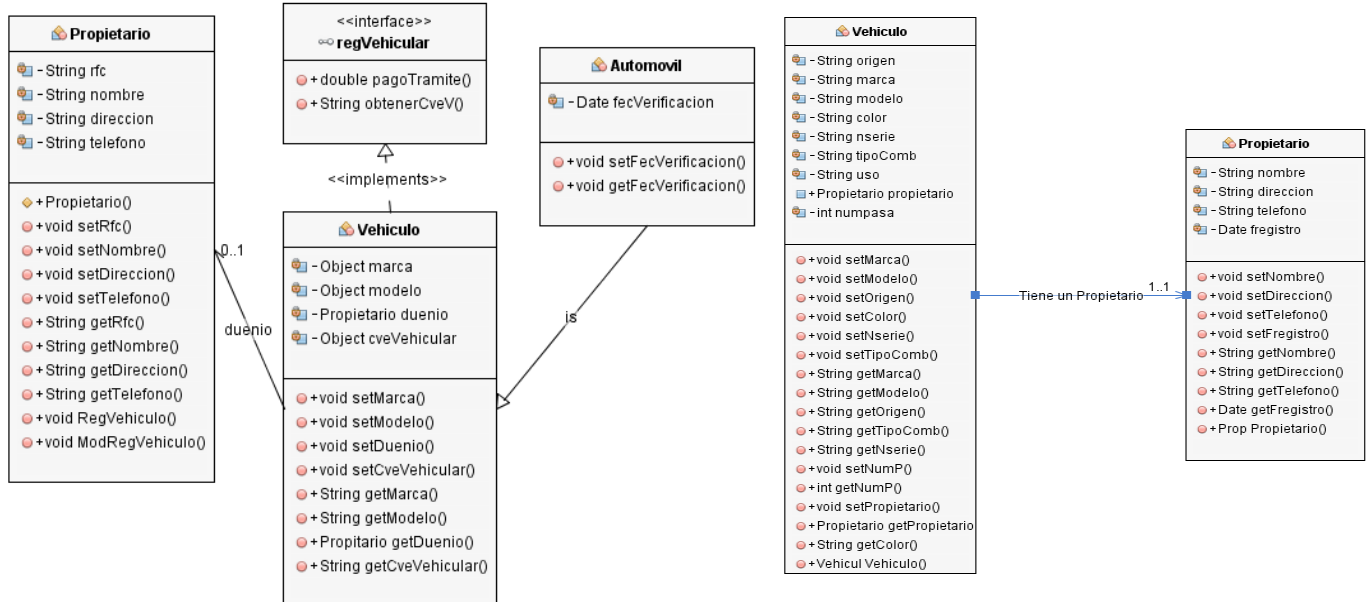 Propietario
-String rfc
-String nombre
-String direccion
-String telefono
+Propietario()
+void setRfc()
+void setNombre()
+void setDireccion()
+void setTelefono()
+String getRfc()
+String getNombre()
+String getDireccion()
+String getTelefono()
+void RegVehiculo()
+void ModRegVehiculo()
0..1
duenio
<<interface>>
regVehicular
+double pagoTramite()
+String obtenerCveV()
<<implements>>
Vehiculo
-Object marca
-Object modelo
-Propietario duenio
-Object cveVehicular
+void setMarca()
+void setModelo()
+void setDuenio()
+void setCveVehicular()
+String getMarca()
+String getModelo()
+Propitario getDuenio()
+String getCveVehicular()
Automovil
-Date fecVerificacion
+void setFecVerificacion()
+void getFecVerificacion()
is
Vehiculo
-String origen
-String marca
-String modelo
-String color
-String nserie
-String tipoComb
-String uso
+Propietario propietario
-int numpasa
+void setMarca()
+void setModelo()
+void setOrigen()
+void setColor()
+void setNserie()
+void setTipoComb()
+String getMarca()
+String getModelo()
+String getOrigen()
+String getTipoComb()
+String getNserie()
+void setNumP()
+int getNumP()
+void setPropietario()
+Propietario getPropietario
+String getColor()
+Vehicul Vehiculo()
Tiene un Propietario
1..1
Propietario
-String nombre
-String direccion
-String telefono
-Date fregistro
+void setNombre()
+void setDireccion()
+void setTelefono()
+void setFregistro()
+String getNombre()
+String getDireccion()
+String getTelefono()
+Date getFregistro()
+Prop Propietario()